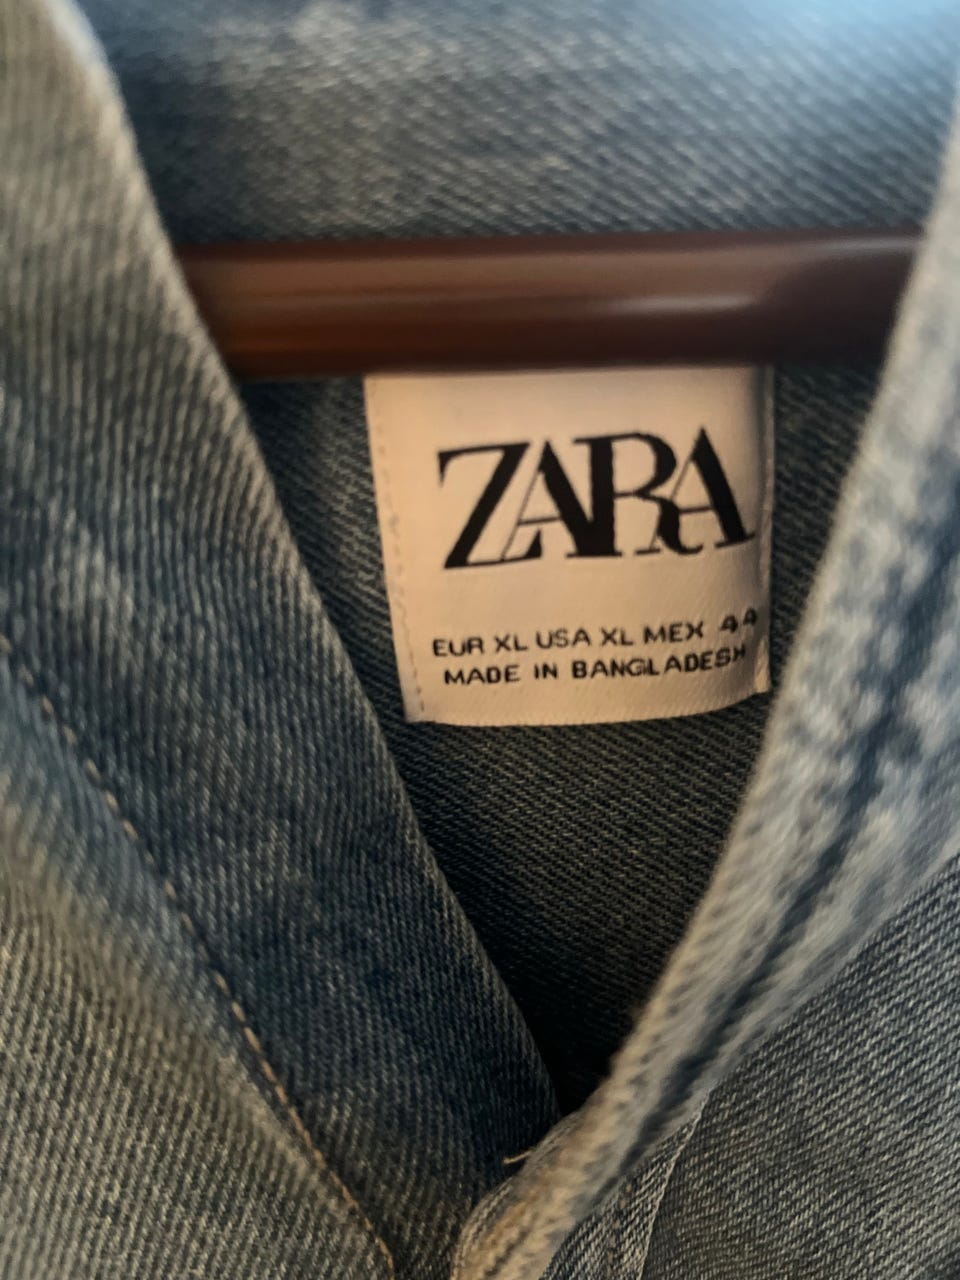 ZARA
EUR XL USA XL MEX 44
MADE IN BANGLADESH